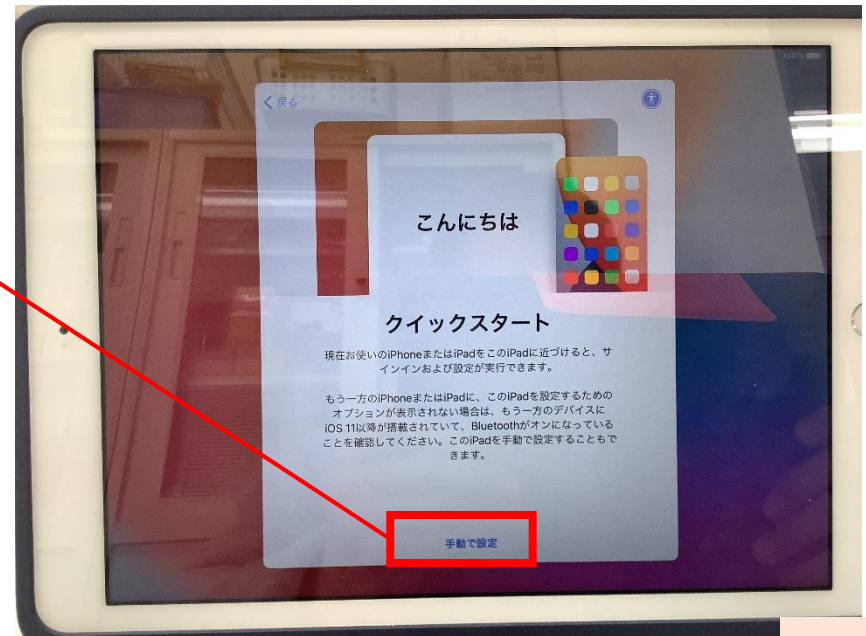 100%
戻る
こんにちは
クイックスタート
現在お使いのiPhoneまたはiPadをこのiPadに近づけると、サ
インインおよび設定が実行できます。
もう一方のiPhoneまたはiPadに、このiPadを設定するための
オプションが表示されない場合は、もう一方のデバイスに
iOS 11以降が搭載されていて、Bluetoothがオンになっている
ことを確認してください。このiPadを手動で設定することもで
きます。
手動で設定